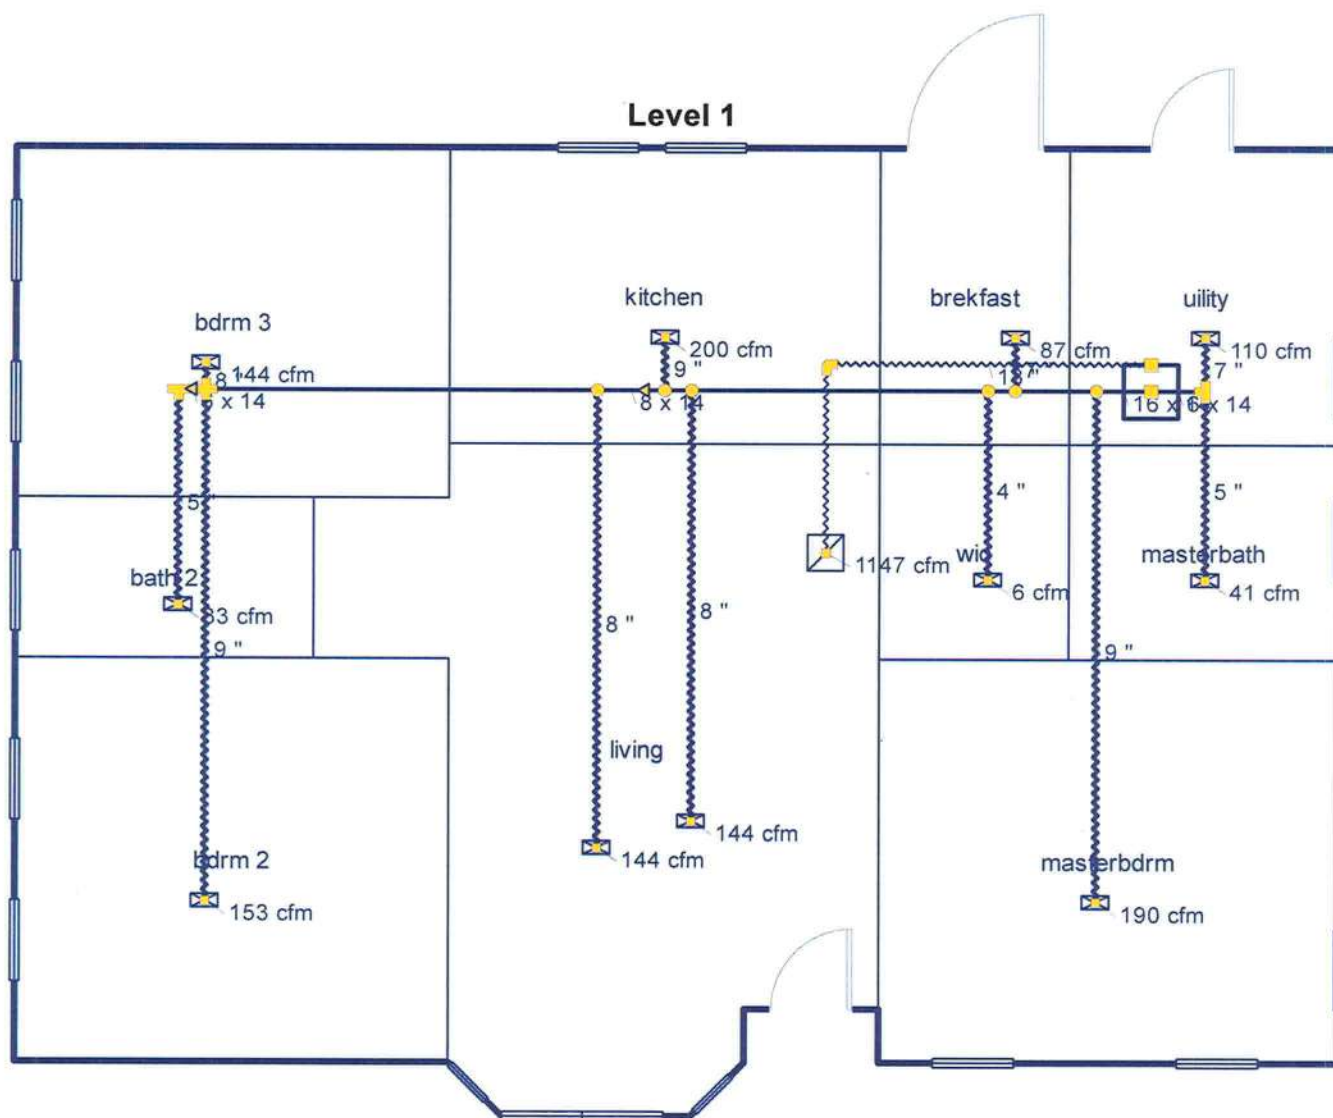 Level 1
kitchen
brekfast
uility
bdrm 3
200 cfm
87 cfm
110 cfm
9 "
7 "
144 cfm
8 x 14
x 14
16 x
x 14
5 "
4 "
5 "
bath 2
1147 cfm
wic
masterbath
6 cfm
41 cfm
33 cfm
8 "
8 "
9 "
9 "
living
144 cfm
144 cfm
bdrm 2
masterbdrm
153 cfm
190 cfm